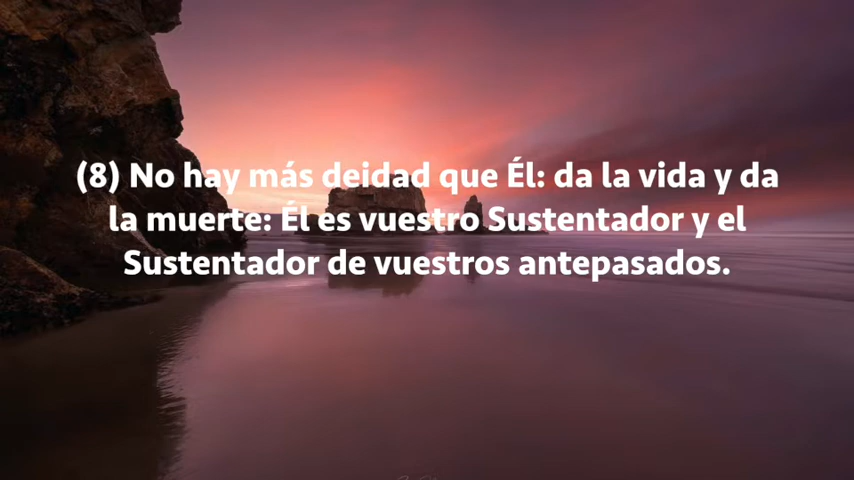 (8) No hay más deidad que Él: da la vida y da
la muerte: Él es vuestro Sustentador y el
Sustentador de vuestros antepasados.